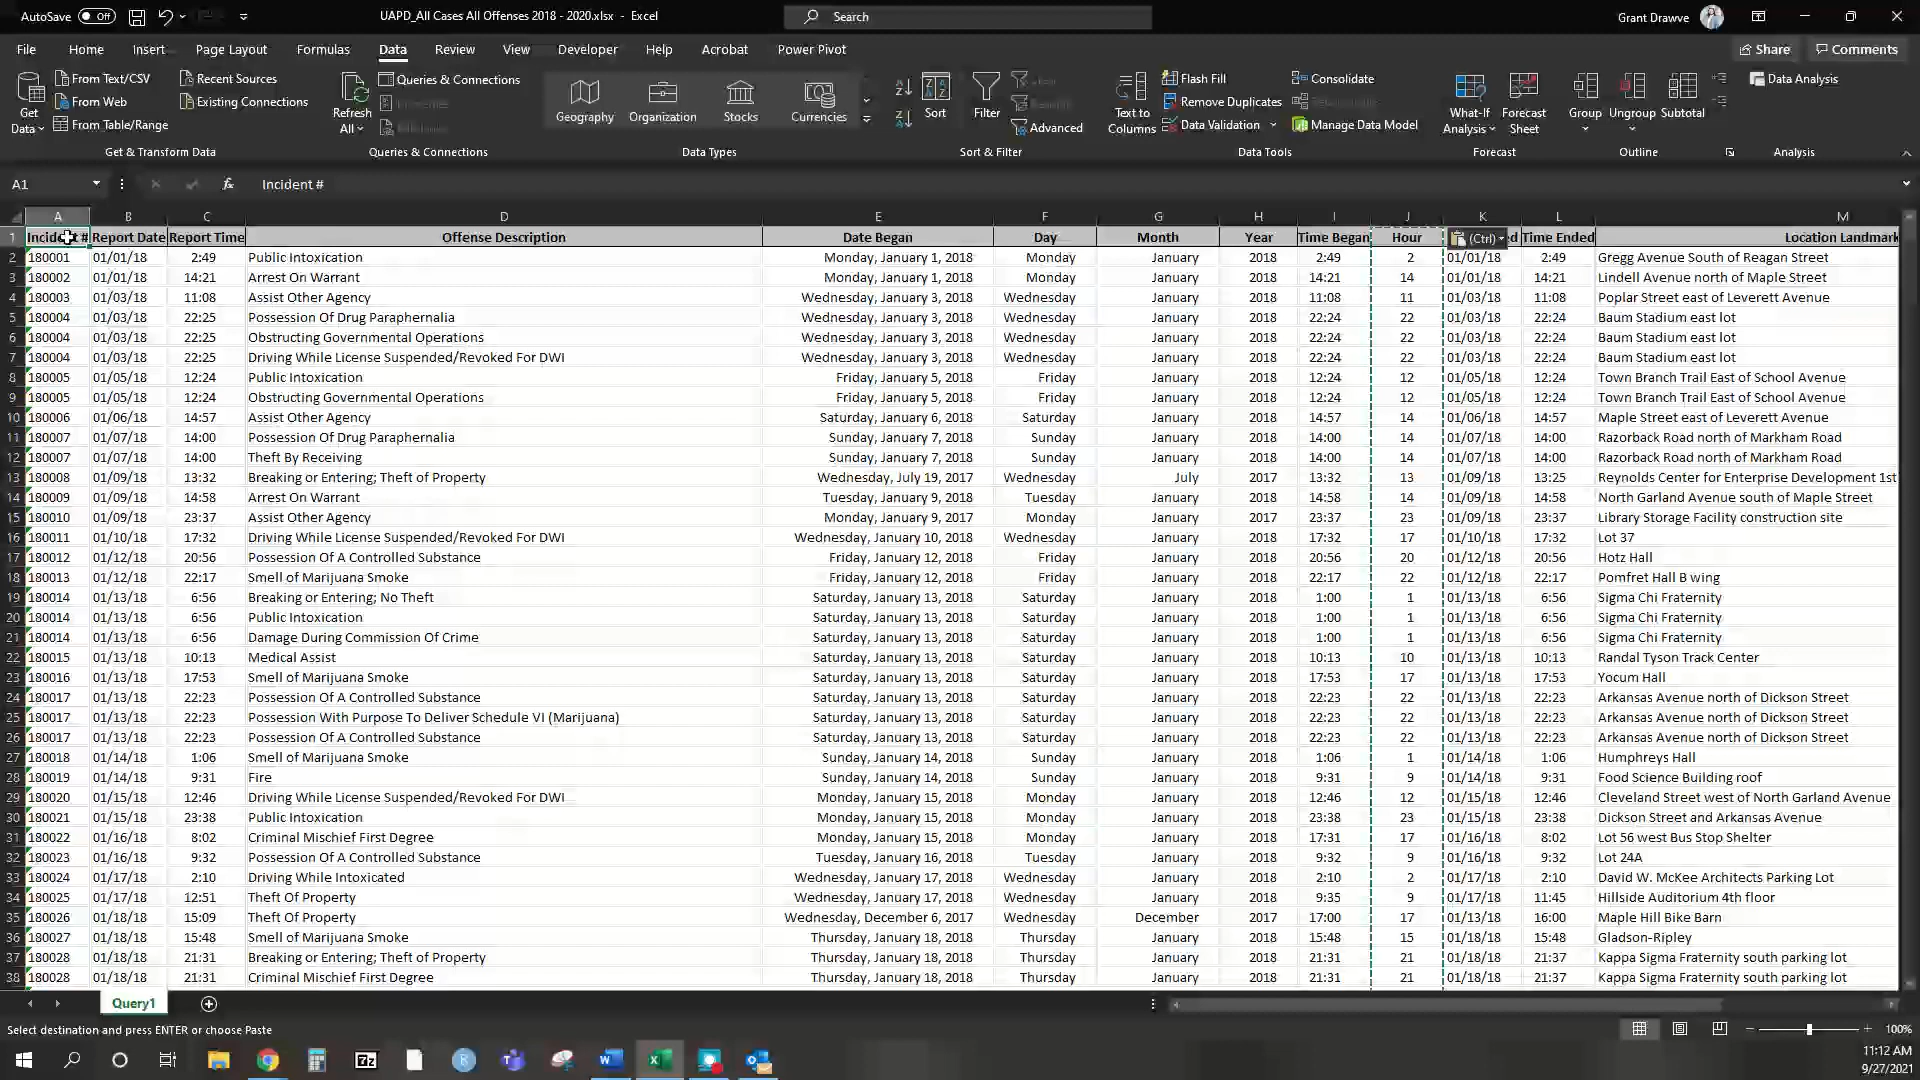 AutoSave Off UAPD_All Cases All Offenses 2018 - 2020.xlsx - Excel Search Grant Drawve
File Home Insert Page Layout Formulas Data Review View Developer Help Acrobat Power Pivot Share Comments
Get Data From Text/CSV From Web From Table/Range Recent Sources Existing Connections
Refresh All Queries & Connections
Geography Organization Stocks Currencies
Sort Filter Advanced
Text to Columns Flash Fill Remove Duplicates Data Validation Consolidate Manage Data Model
What-If Analysis Forecast Sheet Group Ungroup Subtotal Data Analysis
Get & Transform Data Queries & Connections Data Types Sort & Filter Data Tools Forecast Outline Analysis
A1 fx Incident #
A B C D E F G H I J K L M
1 Incident # Report Date Report Time Offense Description Date Began Day Month Year Time Began Hour (Ctrl) Time Ended Location Landmark
2 180001 01/01/18 2:49 Public Intoxication Monday, January 1, 2018 Monday January 2018 2:49 2 01/01/18 2:49 Gregg Avenue South of Reagan Street
3 180002 01/01/18 14:21 Arrest On Warrant Monday, January 1, 2018 Monday January 2018 14:21 14 01/01/18 14:21 Lindell Avenue north of Maple Street
4 180003 01/03/18 11:08 Assist Other Agency Wednesday, January 3, 2018 Wednesday January 2018 11:08 11 01/03/18 11:08 Poplar Street east of Leverett Avenue
5 180004 01/03/18 22:25 Possession Of Drug Paraphernalia Wednesday, January 3, 2018 Wednesday January 2018 22:24 22 01/03/18 22:24 Baum Stadium east lot
6 180004 01/03/18 22:25 Obstructing Governmental Operations Wednesday, January 3, 2018 Wednesday January 2018 22:24 22 01/03/18 22:24 Baum Stadium east lot
7 180004 01/03/18 22:25 Driving While License Suspended/Revoked For DWI Wednesday, January 3, 2018 Wednesday January 2018 22:24 22 01/03/18 22:24 Baum Stadium east lot
8 180005 01/05/18 12:24 Public Intoxication Friday, January 5, 2018 Friday January 2018 12:24 12 01/05/18 12:24 Town Branch Trail East of School Avenue
9 180005 01/05/18 12:24 Obstructing Governmental Operations Friday, January 5, 2018 Friday January 2018 12:24 12 01/05/18 12:24 Town Branch Trail East of School Avenue
10 180006 01/06/18 14:57 Assist Other Agency Saturday, January 6, 2018 Saturday January 2018 14:57 14 01/06/18 14:57 Maple Street east of Leverett Avenue
11 180007 01/07/18 14:00 Possession Of Drug Paraphernalia Sunday, January 7, 2018 Sunday January 2018 14:00 14 01/07/18 14:00 Razorback Road north of Markham Road
12 180007 01/07/18 14:00 Theft By Receiving Sunday, January 7, 2018 Sunday January 2018 14:00 14 01/07/18 14:00 Razorback Road north of Markham Road
13 180008 01/09/18 13:32 Breaking or Entering; Theft of Property Wednesday, July 19, 2017 Wednesday July 2017 13:32 13 01/09/18 13:25 Reynolds Center for Enterprise Development 1st
14 180009 01/09/18 14:58 Arrest On Warrant Tuesday, January 9, 2018 Tuesday January 2018 14:58 14 01/09/18 14:58 North Garland Avenue south of Maple Street
15 180010 01/09/18 23:37 Assist Other Agency Monday, January 9, 2017 Monday January 2017 23:37 23 01/09/18 23:37 Library Storage Facility construction site
16 180011 01/10/18 17:32 Driving While License Suspended/Revoked For DWI Wednesday, January 10, 2018 Wednesday January 2018 17:32 17 01/10/18 17:32 Lot 37
17 180012 01/12/18 20:56 Possession Of A Controlled Substance Friday, January 12, 2018 Friday January 2018 20:56 20 01/12/18 20:56 Hotz Hall
18 180013 01/12/18 22:17 Smell of Marijuana Smoke Friday, January 12, 2018 Friday January 2018 22:17 22 01/12/18 22:17 Pomfret Hall B wing
19 180014 01/13/18 6:56 Breaking or Entering; No Theft Saturday, January 13, 2018 Saturday January 2018 1:00 1 01/13/18 6:56 Sigma Chi Fraternity
20 180014 01/13/18 6:56 Public Intoxication Saturday, January 13, 2018 Saturday January 2018 1:00 1 01/13/18 6:56 Sigma Chi Fraternity
21 180014 01/13/18 6:56 Damage During Commission Of Crime Saturday, January 13, 2018 Saturday January 2018 1:00 1 01/13/18 6:56 Sigma Chi Fraternity
22 180015 01/13/18 10:13 Medical Assist Saturday, January 13, 2018 Saturday January 2018 10:13 10 01/13/18 10:13 Randal Tyson Track Center
23 180016 01/13/18 17:53 Smell of Marijuana Smoke Saturday, January 13, 2018 Saturday January 2018 17:53 17 01/13/18 17:53 Yocum Hall
24 180017 01/13/18 22:23 Possession Of A Controlled Substance Saturday, January 13, 2018 Saturday January 2018 22:23 22 01/13/18 22:23 Arkansas Avenue north of Dickson Street
25 180017 01/13/18 22:23 Possession With Purpose To Deliver Schedule VI (Marijuana) Saturday, January 13, 2018 Saturday January 2018 22:23 22 01/13/18 22:23 Arkansas Avenue north of Dickson Street
26 180017 01/13/18 22:23 Possession Of A Controlled Substance Saturday, January 13, 2018 Saturday January 2018 22:23 22 01/13/18 22:23 Arkansas Avenue north of Dickson Street
27 180018 01/14/18 1:06 Smell of Marijuana Smoke Sunday, January 14, 2018 Sunday January 2018 1:06 1 01/14/18 1:06 Humphreys Hall
28 180019 01/14/18 9:31 Fire Sunday, January 14, 2018 Sunday January 2018 9:31 9 01/14/18 9:31 Food Science Building roof
29 180020 01/15/18 12:46 Driving While License Suspended/Revoked For DWI Monday, January 15, 2018 Monday January 2018 12:46 12 01/15/18 12:46 Cleveland Street west of North Garland Avenue
30 180021 01/15/18 23:38 Public Intoxication Monday, January 15, 2018 Monday January 2018 23:38 23 01/15/18 23:38 Dickson Street and Arkansas Avenue
31 180022 01/16/18 8:02 Criminal Mischief First Degree Monday, January 15, 2018 Monday January 2018 17:31 17 01/16/18 8:02 Lot 56 west Bus Stop Shelter
32 180023 01/16/18 9:32 Possession Of A Controlled Substance Tuesday, January 16, 2018 Tuesday January 2018 9:32 9 01/16/18 9:32 Lot 24A
33 180024 01/17/18 2:10 Driving While Intoxicated Wednesday, January 17, 2018 Wednesday January 2018 2:10 2 01/17/18 2:10 David W. McKee Architects Parking Lot
34 180025 01/17/18 12:51 Theft Of Property Wednesday, January 17, 2018 Wednesday January 2018 9:35 9 01/17/18 11:45 Hillside Auditorium 4th floor
35 180026 01/18/18 15:09 Theft Of Property Wednesday, December 6, 2017 Wednesday December 2017 17:00 17 01/13/18 16:00 Maple Hill Bike Barn
36 180027 01/18/18 15:48 Smell of Marijuana Smoke Thursday, January 18, 2018 Thursday January 2018 15:48 15 01/18/18 15:48 Gladson-Ripley
37 180028 01/18/18 21:31 Breaking or Entering; Theft of Property Thursday, January 18, 2018 Thursday January 2018 21:31 21 01/18/18 21:37 Kappa Sigma Fraternity south parking lot
38 180028 01/18/18 21:31 Criminal Mischief First Degree Thursday, January 18, 2018 Thursday January 2018 21:31 21 01/18/18 21:37 Kappa Sigma Fraternity south parking lot
Query1
Select destination and press ENTER or choose Paste 100%
11:12 AM
9/27/2021